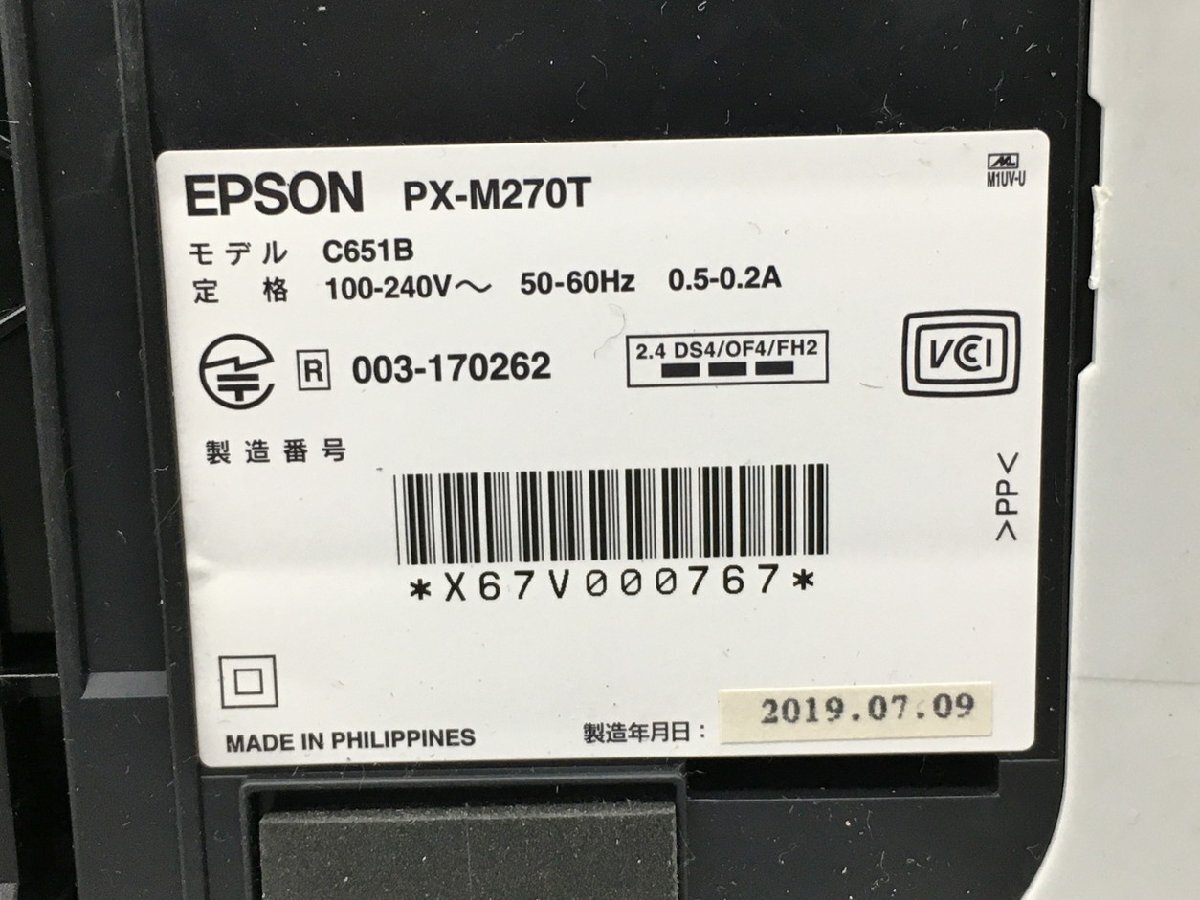 EPSON PX-M270T
M1UY-U
モデル C651B
定 格 100-240V～ 50-60Hz 0.5-0.2A
R 003-170262
2.4 DS4/OF4/FH2
VCCI
製造番号
*X67V000767*
>PP<
MADE IN PHILIPPINES
製造年月日: 2019.07.09